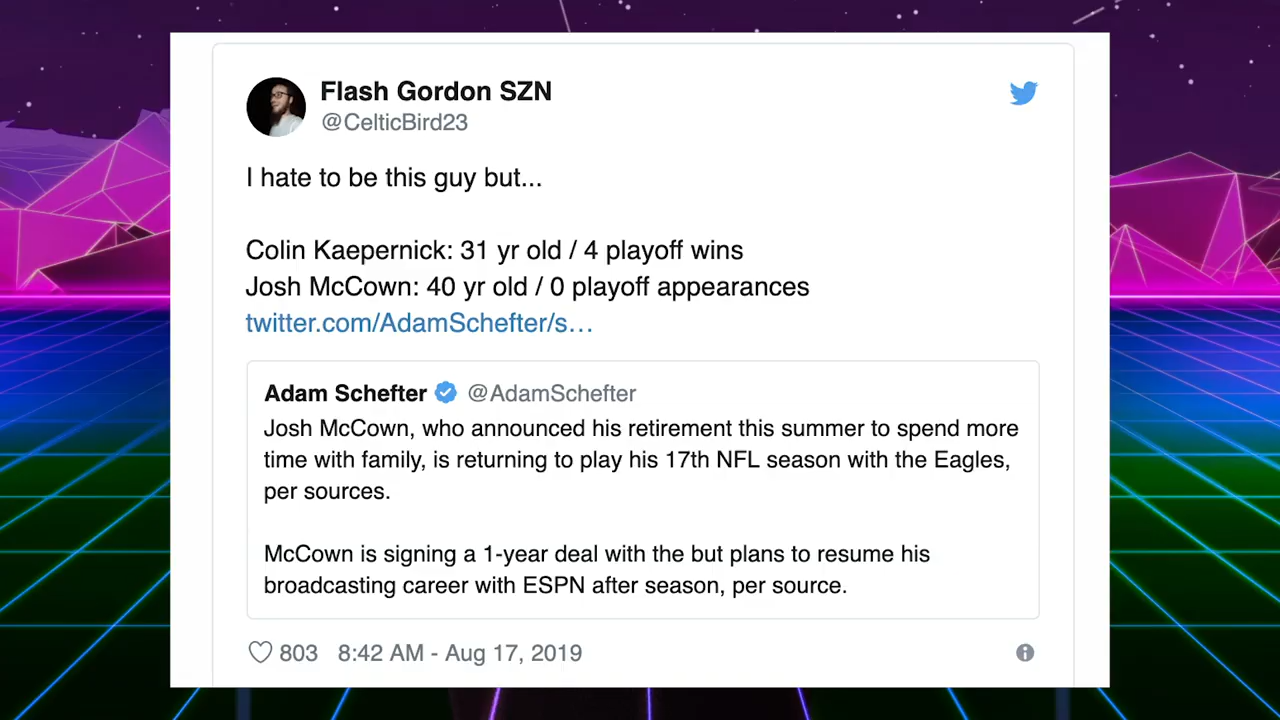 Flash Gordon SZN
@CelticBird23
I hate to be this guy but...
Colin Kaepernick: 31 yr old / 4 playoff wins
Josh McCown: 40 yr old / 0 playoff appearances
twitter.com/AdamSchefter/s…
Adam Schefter @AdamSchefter
Josh McCown, who announced his retirement this summer to spend more
time with family, is returning to play his 17th NFL season with the Eagles,
per sources.
McCown is signing a 1-year deal with the but plans to resume his
broadcasting career with ESPN after season, per source.
803 8:42 AM - Aug 17, 2019